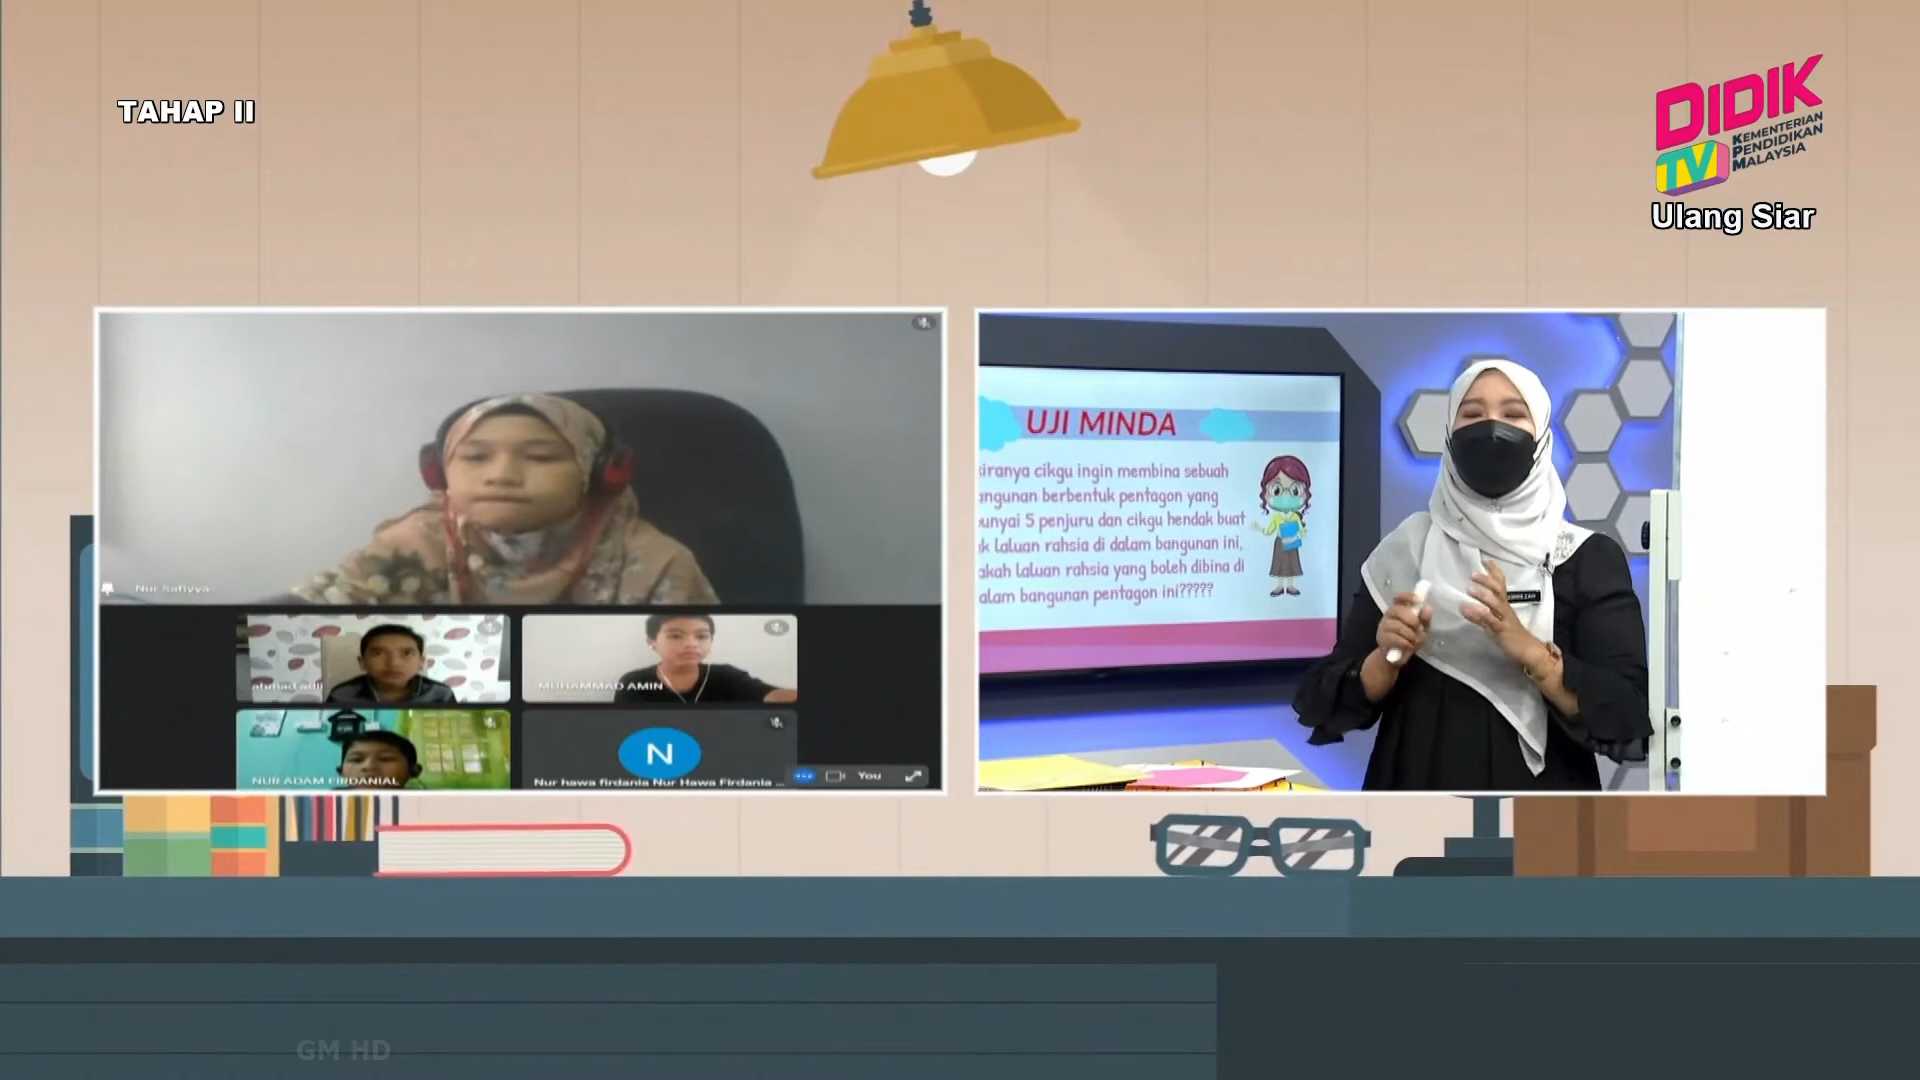 TAHAP II
DIDIK
TV
KEMENTERIAN
PENDIDIKAN
MALAYSIA
Ulang Siar
Nur Safiyya
ahmad adli
MUHAMMAD AMIN
NUR ADAM FIRDANIAL
N
Nur hawa firdania Nur Hawa Firdania ...
You
UJI MINDA
iranya cikgu ingin membina sebuah
angunan berbentuk pentagon yang
unyai 5 penjuru dan cikgu hendak buat
k laluan rahsia di dalam bangunan ini,
akah laluan rahsia yang boleh dibina di
alam bangunan pentagon ini?????
GM HD